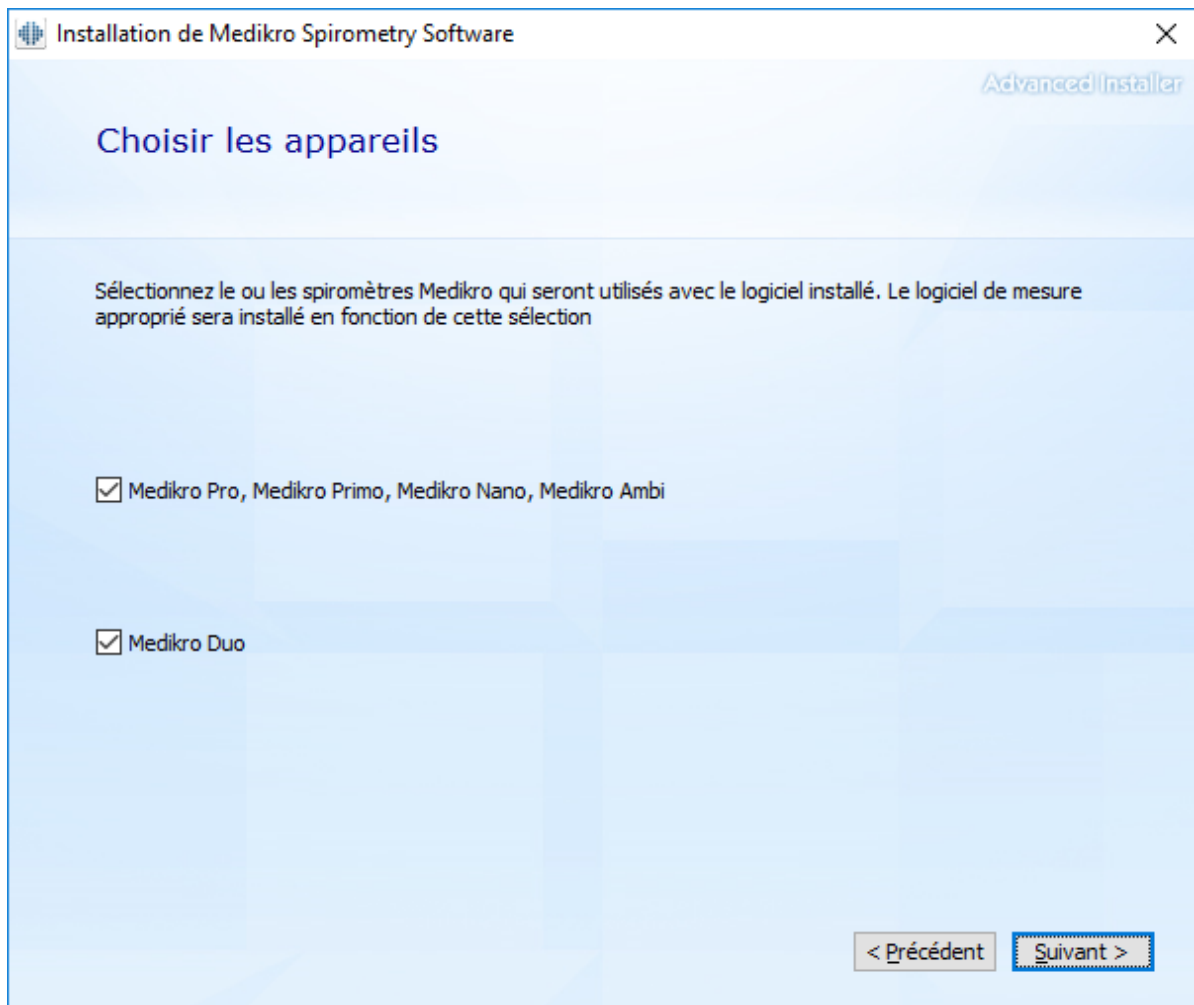 Installation de Medikro Spirometry Software
Advanced Installer
Choisir les appareils
Sélectionnez le ou les spiromètres Medikro qui seront utilisés avec le logiciel installé. Le logiciel de mesure
approprié sera installé en fonction de cette sélection
Medikro Pro, Medikro Primo, Medikro Nano, Medikro Ambi
Medikro Duo
< Précédent
Suivant >